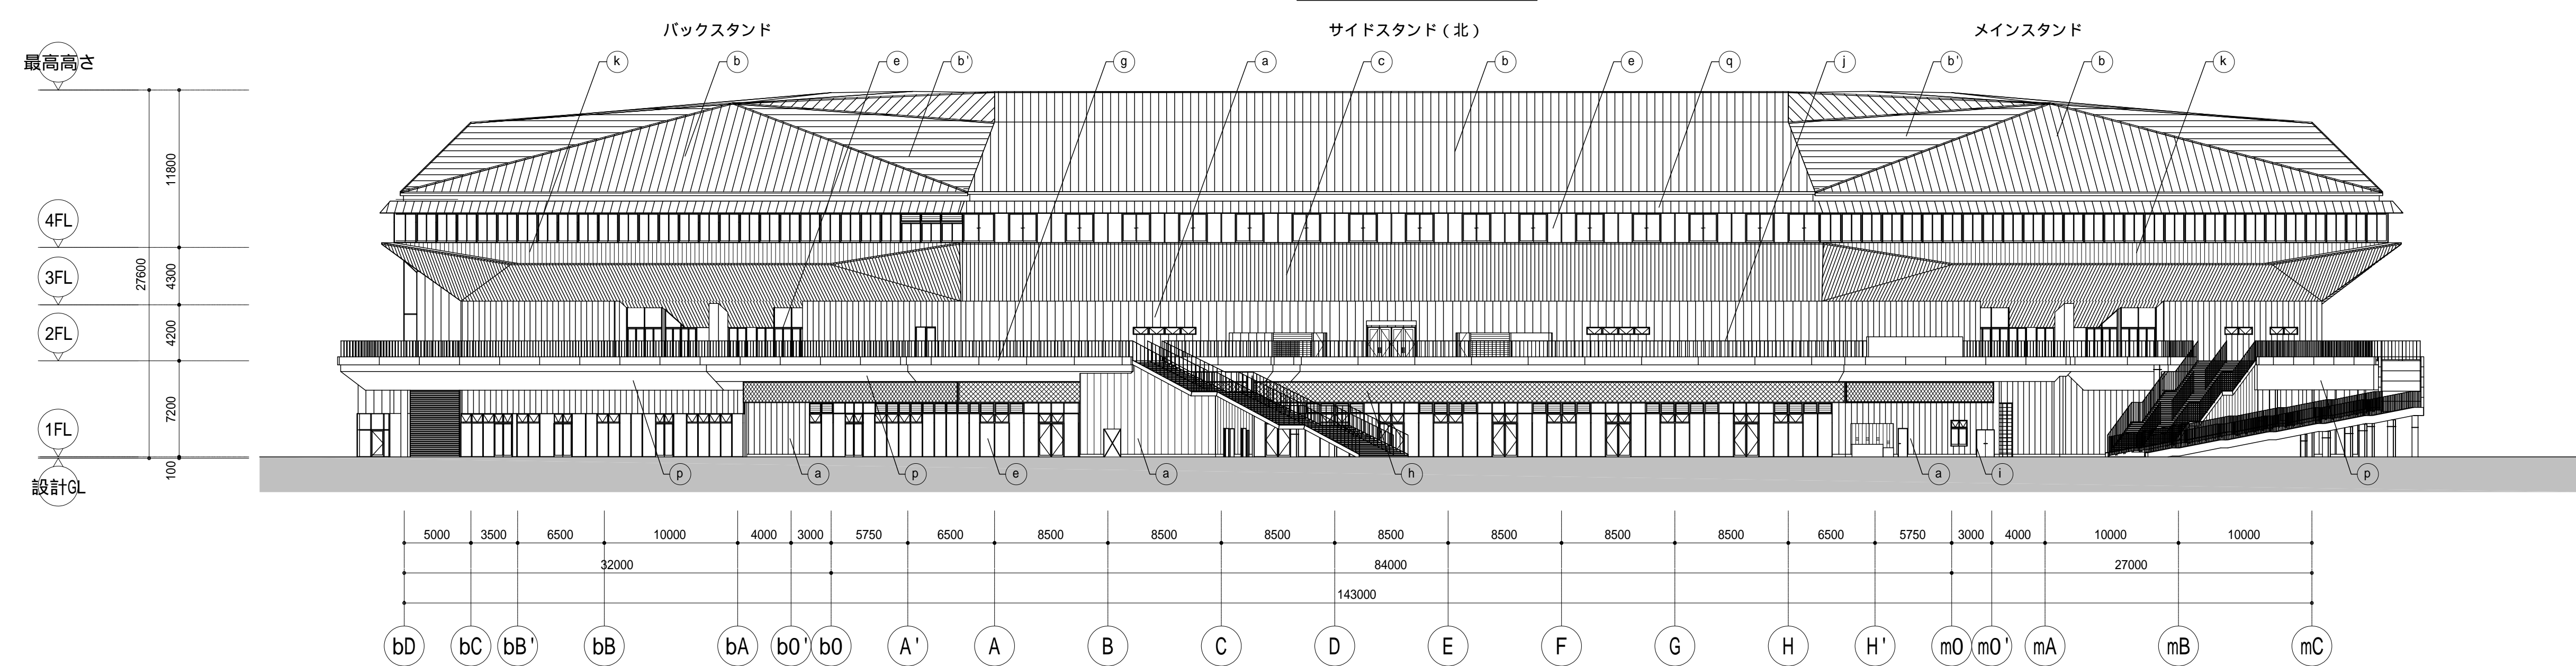 バックスタンド サイドスタンド（北） メインスタンド
最高高さ k b e b' g a c b e q j b' b k
11800
4FL
27600 4300
3FL
4200
2FL
7200
1FL
100
設計GL p a p e a h a i p
5000 3500 6500 10000 4000 3000 5750 6500 8500 8500 8500 8500 8500 8500 8500 6500 5750 3000 4000 10000 10000
32000 84000 27000
143000
bD bC bB' bB bA b0' b0 A' A B C D E F G H H' m0 m0' mA mB mC